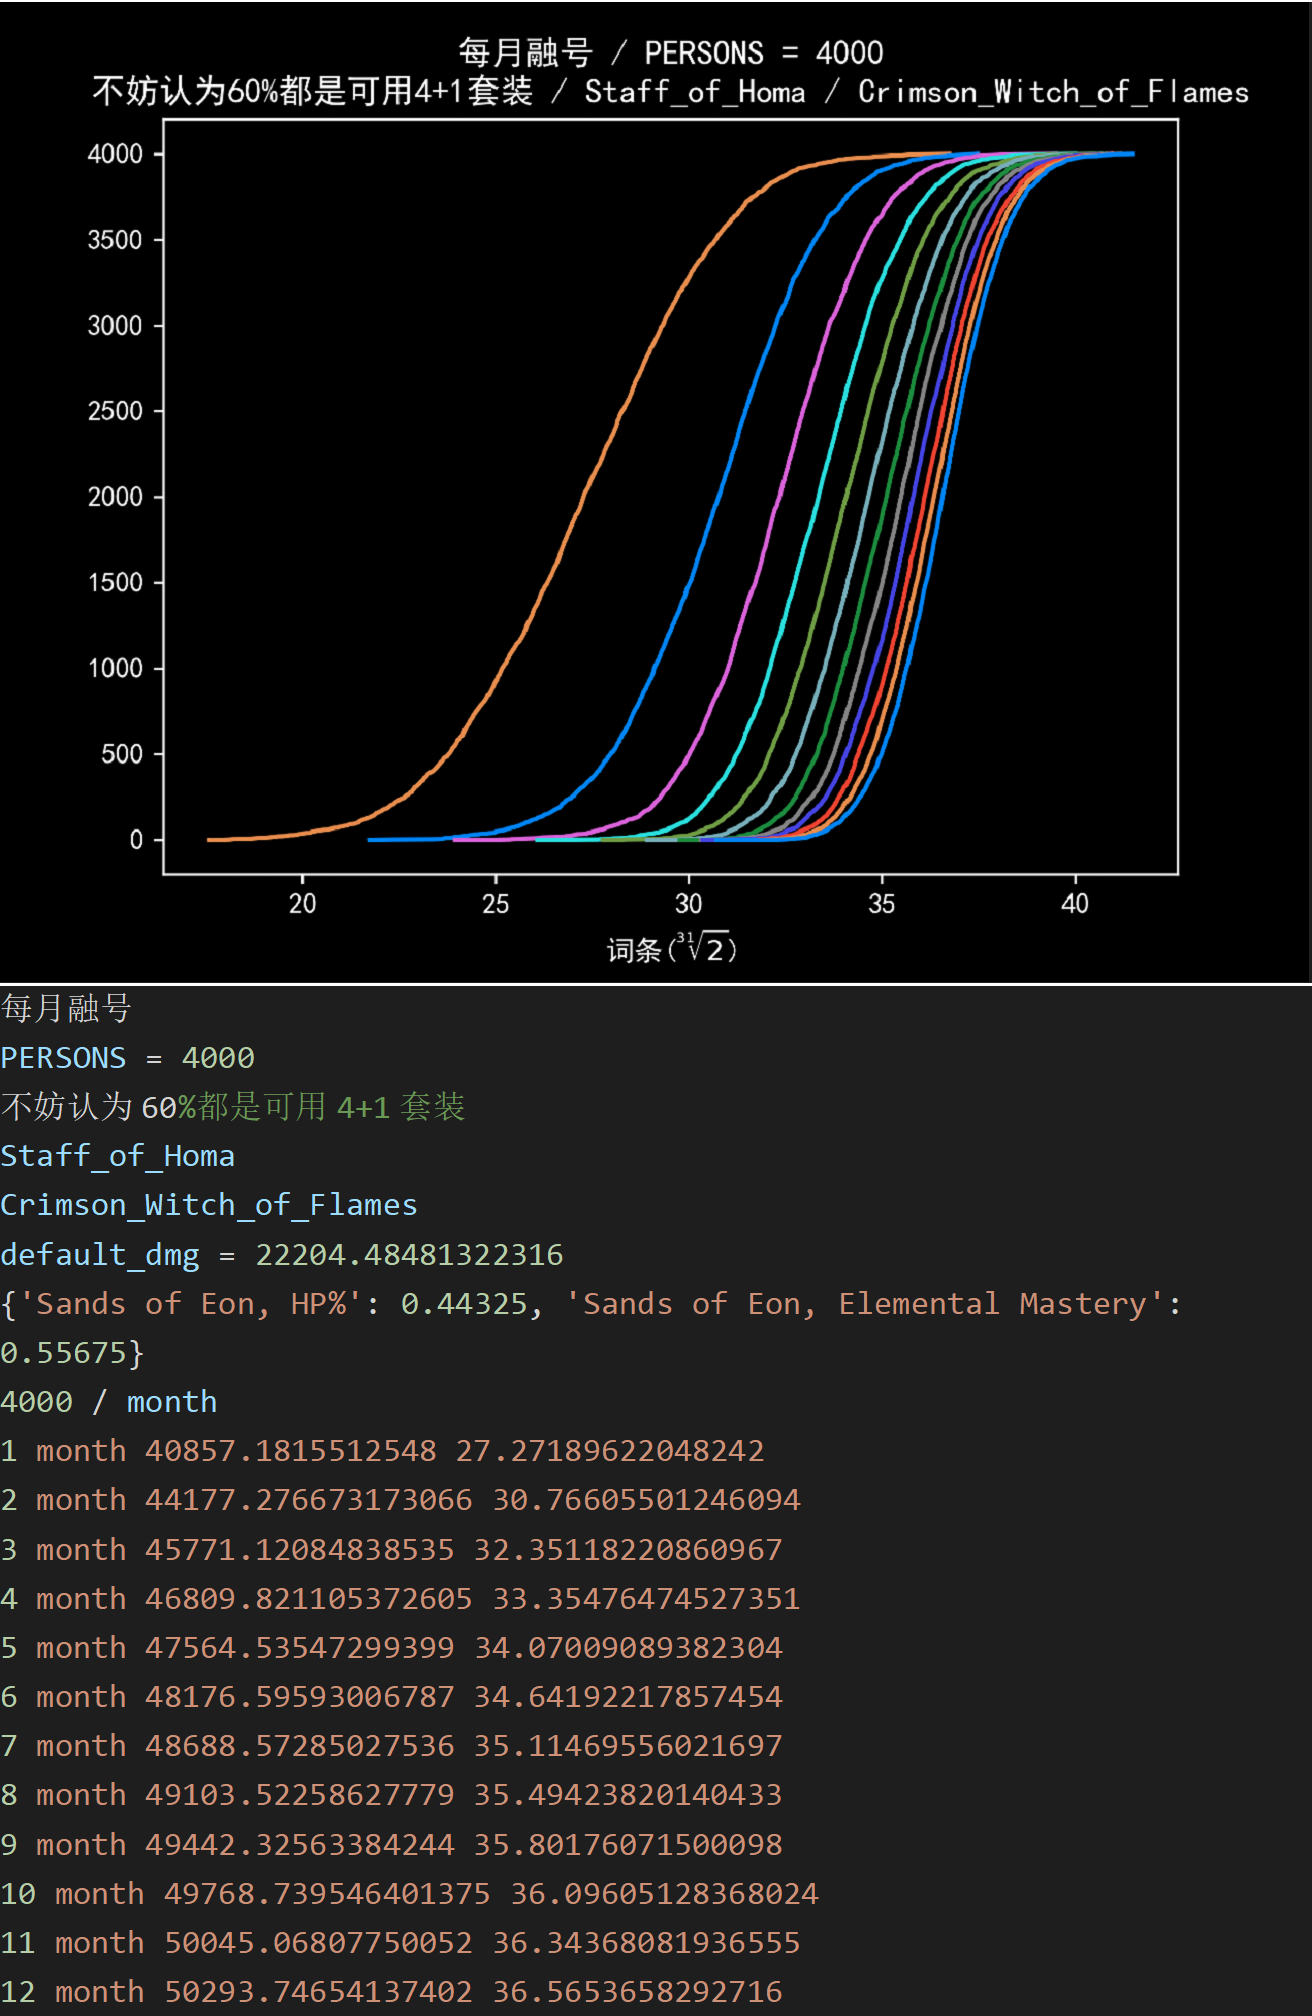 每月融号 / PERSONS = 4000
不妨认为60%都是可用4+1套装 / Staff_of_Homa / Crimson_Witch_of_Flames
4000
3500
3000
2500
2000
1500
1000
500
0
20 25 30 35 40
词条(³¹√2)
每月融号
PERSONS = 4000
不妨认为 60%都是可用 4+1 套装
Staff_of_Homa
Crimson_Witch_of_Flames
default_dmg = 22204.48481322316
{'Sands of Eon, HP%': 0.44325, 'Sands of Eon, Elemental Mastery':
0.55675}
4000 / month
1 month 40857.1815512548 27.27189622048242
2 month 44177.276673173066 30.76605501246094
3 month 45771.12084838535 32.35118220860967
4 month 46809.821105372605 33.35476474527351
5 month 47564.53547299399 34.07009089382304
6 month 48176.59593006787 34.64192217857454
7 month 48688.57285027536 35.11469556021697
8 month 49103.52258627779 35.49423820140433
9 month 49442.32563384244 35.80176071500098
10 month 49768.739546401375 36.09605128368024
11 month 50045.06807750052 36.34368081936555
12 month 50293.74654137402 36.5653658292716